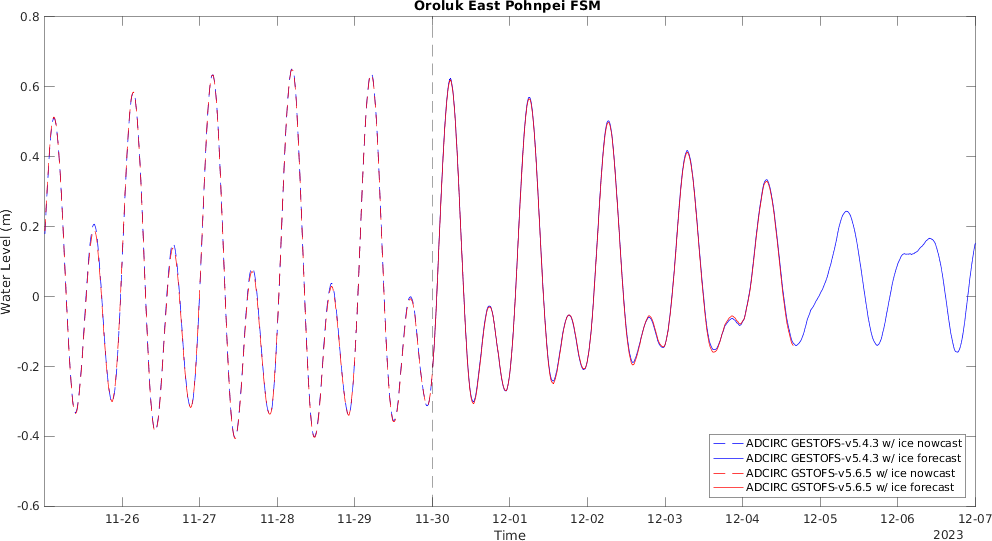 Oroluk East Pohnpei FSM
Water Level (m)
0.8
0.6
0.4
0.2
0
-0.2
-0.4
-0.6
ADCIRC GESTOFS-v5.4.3 w/ ice nowcast
ADCIRC GESTOFS-v5.4.3 w/ ice forecast
ADCIRC GSTOFS-v5.6.5 w/ ice nowcast
ADCIRC GSTOFS-v5.6.5 w/ ice forecast
11-26 11-27 11-28 11-29 11-30 12-01 12-02 12-03 12-04 12-05 12-06 12-07
Time
2023